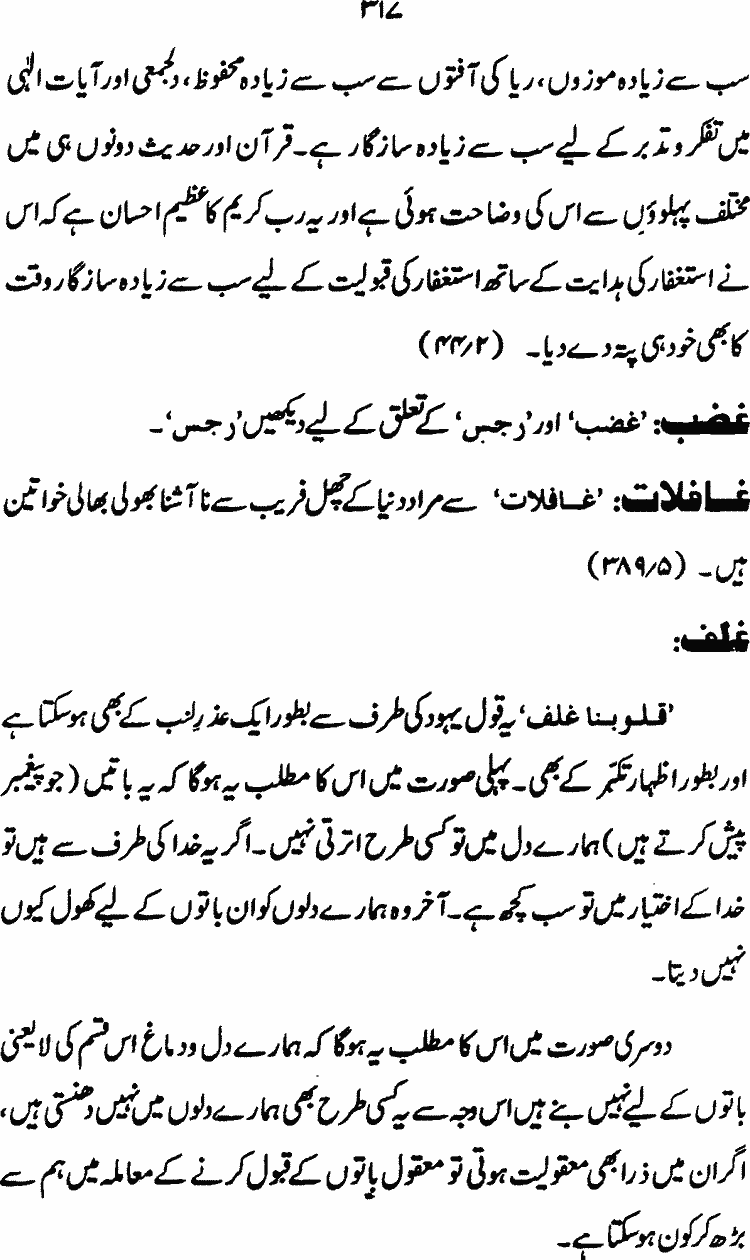 ۳۱۷
سب سے زیادہ موزوں، ریا کی آفتوں سے سب سے زیادہ محفوظ، دلجمعی اور آیات الٰہی
میں تفکر و تدبر کے لیے سب سے زیادہ سازگار ہے۔ قرآن اور حدیث دونوں ہی میں
مختلف پہلوؤں سے اس کی وضاحت ہوئی ہے اور یہ رب کریم کا عظیم احسان ہے کہ اس
نے استغفار کی ہدایت کے ساتھ استغفار کی قبولیت کے لیے سب سے زیادہ سازگار وقت
کا بھی خود ہی پتہ دے دیا۔ (۴۴/۲)
غضب: ’غضب‘ اور ’رجس‘ کے تعلق کے لیے دیکھیں ’رجس‘۔
غافلات: ’غافلات‘ سے مراد دنیا کے چھل فریب سے نا آشنا بھولی بھالی خواتین
ہیں۔ (۳۸۹/۵)
غلف:
’قلوبنا غلف‘ یہ قول یہود کی طرف سے بطور ایک عذرِ لنب کے بھی ہو سکتا ہے
اور بطور اظہار تکبّر کے بھی۔ پہلی صورت میں اس کا مطلب یہ ہوگا کہ یہ باتیں (جو پیغمبر
پیش کرتے ہیں) ہمارے دل میں تو کسی طرح اترتی نہیں۔ اگر یہ خدا کی طرف سے ہیں تو
خدا کے اختیار میں تو سب کچھ ہے۔ آخر وہ ہمارے دلوں کو ان باتوں کے لیے کھول کیوں
نہیں دیتا۔
دوسری صورت میں اس کا مطلب یہ ہوگا کہ ہمارے دل و دماغ اس قسم کی لا یعنی
باتوں کے لیے نہیں بنے ہیں اس وجہ سے یہ کسی طرح بھی ہمارے دلوں میں نہیں دھنستی ہیں،
اگر ان میں ذرا بھی معقولیت ہوتی تو معقول باتوں کے قبول کرنے کے معاملہ میں ہم سے
بڑھ کر کون ہو سکتا ہے۔